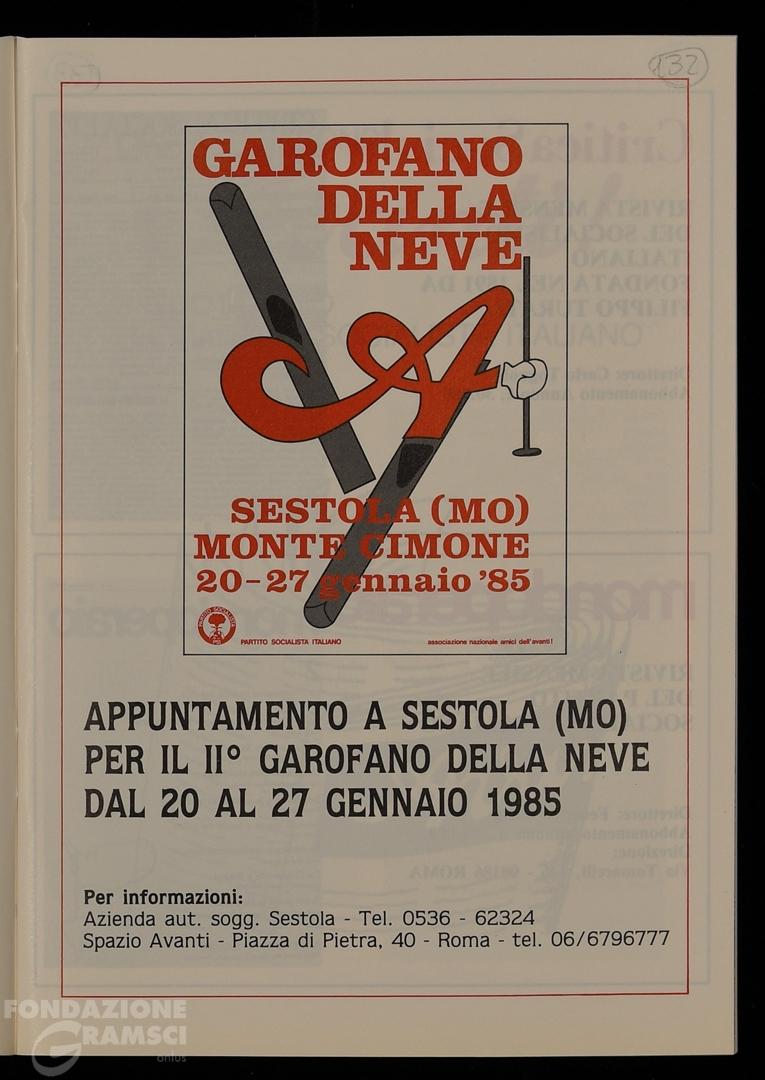 132
GAROFANO
DELLA
NEVE
A
SESTOLA (MO)
MONTE CIMONE
20-27 gennaio '85
PARTITO SOCIALISTA
PSI
PARTITO SOCIALISTA ITALIANO
associazione nazionale amici dell'avanti!
APPUNTAMENTO A SESTOLA (MO)
PER IL II° GAROFANO DELLA NEVE
DAL 20 AL 27 GENNAIO 1985
Per informazioni:
Azienda aut. sogg. Sestola - Tel. 0536 - 62324
Spazio Avanti - Piazza di Pietra, 40 - Roma - tel. 06/6796777
FONDAZIONE
GRAMSCI
onlus